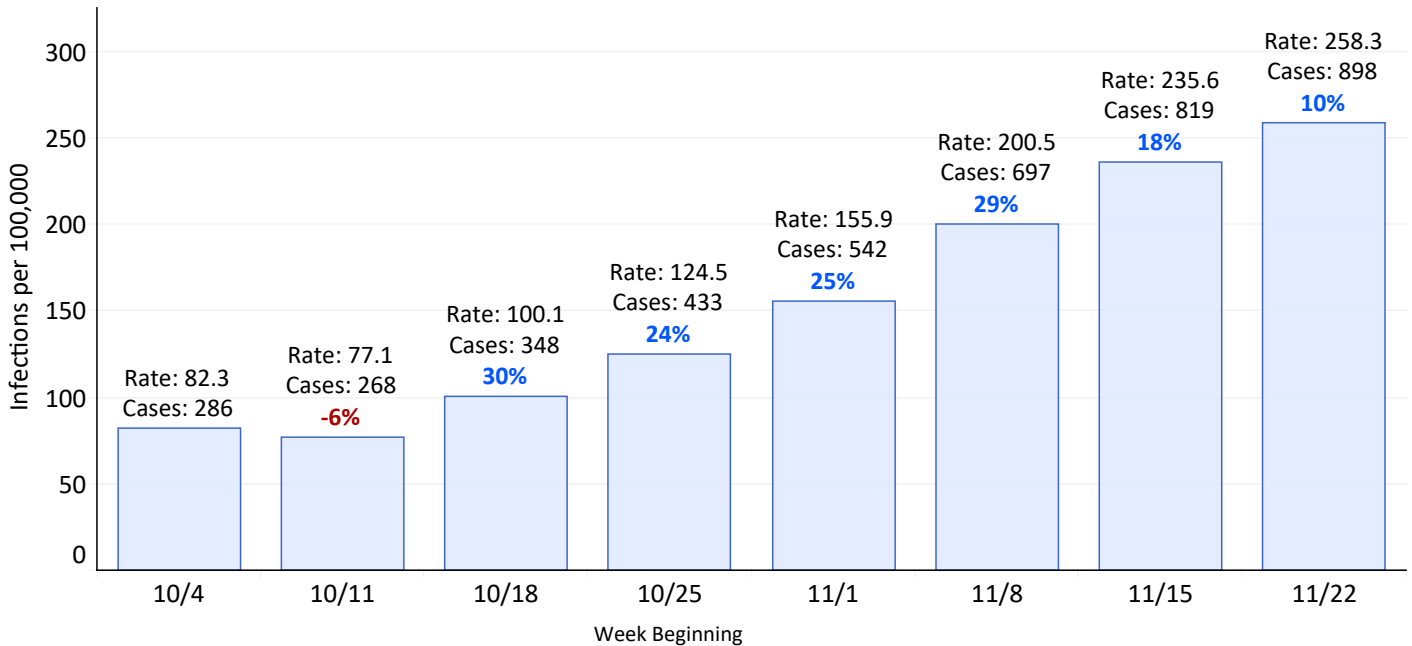 Infections per 100,000
300
250
200
150
100
50
0
Rate: 82.3
Cases: 286
Rate: 77.1
Cases: 268
-6%
Rate: 100.1
Cases: 348
30%
Rate: 124.5
Cases: 433
24%
Rate: 155.9
Cases: 542
25%
Rate: 200.5
Cases: 697
29%
Rate: 235.6
Cases: 819
18%
Rate: 258.3
Cases: 898
10%
10/4
10/11
10/18
10/25
11/1
11/8
11/15
11/22
Week Beginning